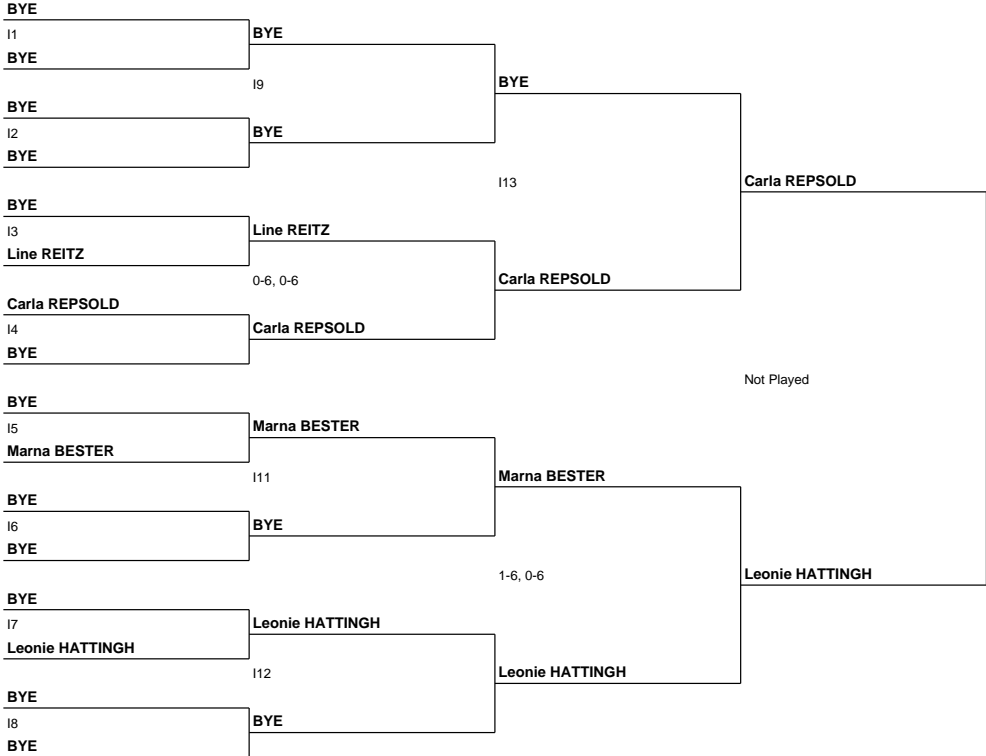 BYE
I1
BYE
BYE
I9
BYE
BYE
I2
BYE
BYE
I13
Carla REPSOLD
BYE
I3
Line REITZ
Line REITZ
0-6, 0-6
Carla REPSOLD
Carla REPSOLD
I4
Carla REPSOLD
BYE
Not Played
BYE
I5
Marna BESTER
Marna BESTER
I11
Marna BESTER
BYE
I6
BYE
BYE
1-6, 0-6
Leonie HATTINGH
BYE
I7
Leonie HATTINGH
Leonie HATTINGH
I12
Leonie HATTINGH
BYE
I8
BYE
BYE